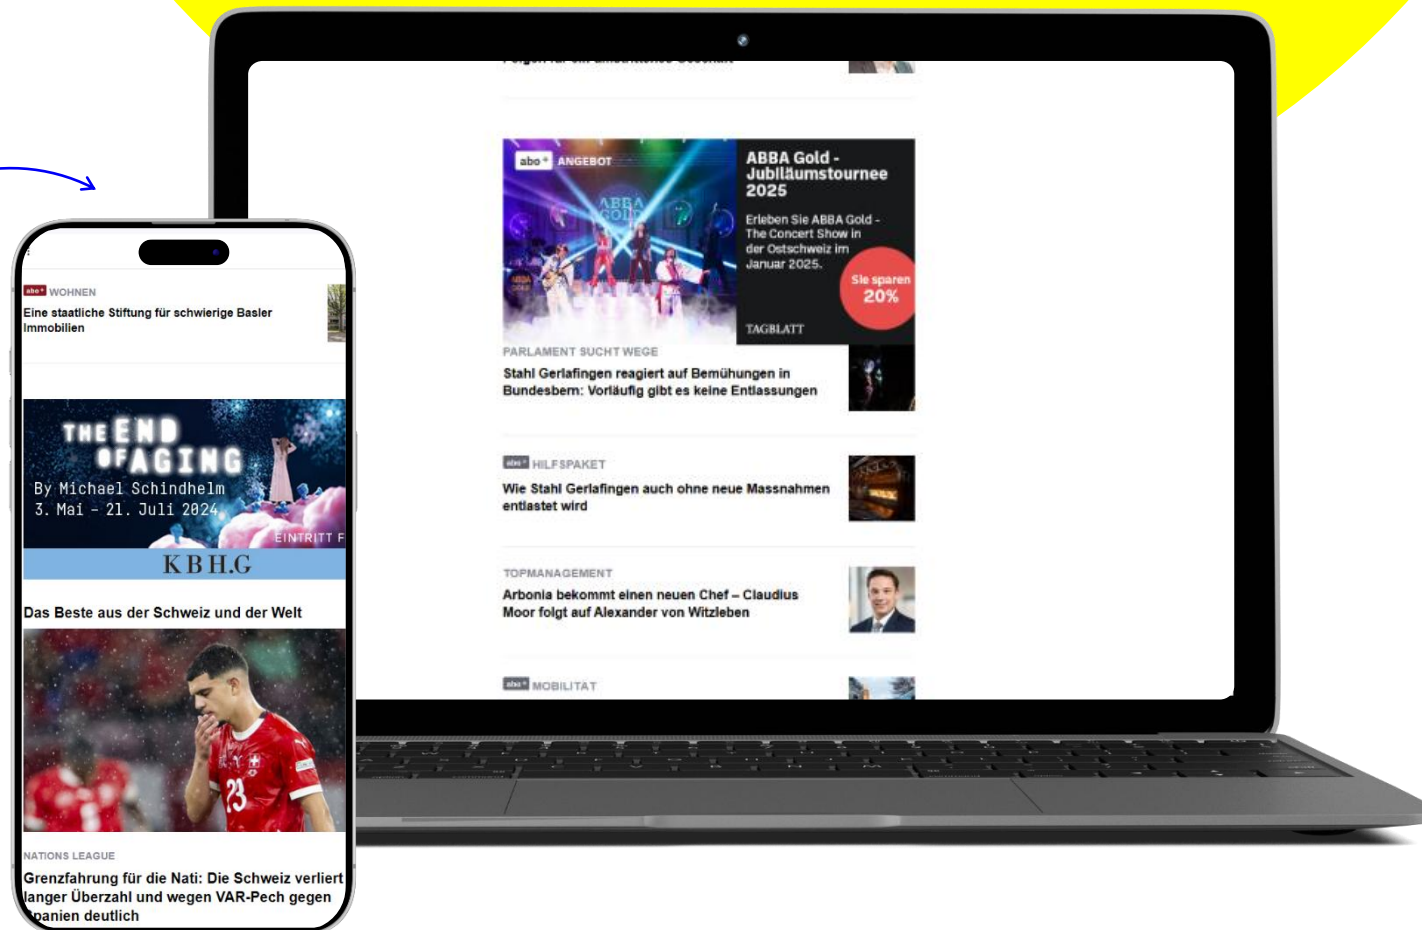 abo+ WOHNEN
Eine staatliche Stiftung für schwierige Basler
Immobilien
THE END
OF AGING
By Michael Schindhelm
3. Mai – 21. Juli 2024
EINTRITT F
KBH.G
Das Beste aus der Schweiz und der Welt
23
NATIONS LEAGUE
Grenzfahrung für die Nati: Die Schweiz verliert
langer Überzahl und wegen VAR-Pech gegen
Spanien deutlich
abo+ ANGEBOT
ABBA
GOLD
ABBA Gold -
Jubiläumstournee
2025
Erleben Sie ABBA Gold -
The Concert Show in
der Ostschweiz im
Januar 2025.
Sie sparen
20%
TAGBLATT
PARLAMENT SUCHT WEGE
Stahl Gerlafingen reagiert auf Bemühungen in
Bundesbern: Vorläufig gibt es keine Entlassungen
abo+ HILFSPAKET
Wie Stahl Gerlafingen auch ohne neue Massnahmen
entlastet wird
TOPMANAGEMENT
Arbonia bekommt einen neuen Chef – Claudius
Moor folgt auf Alexander von Witzleben
abo+ MOBILITÄT